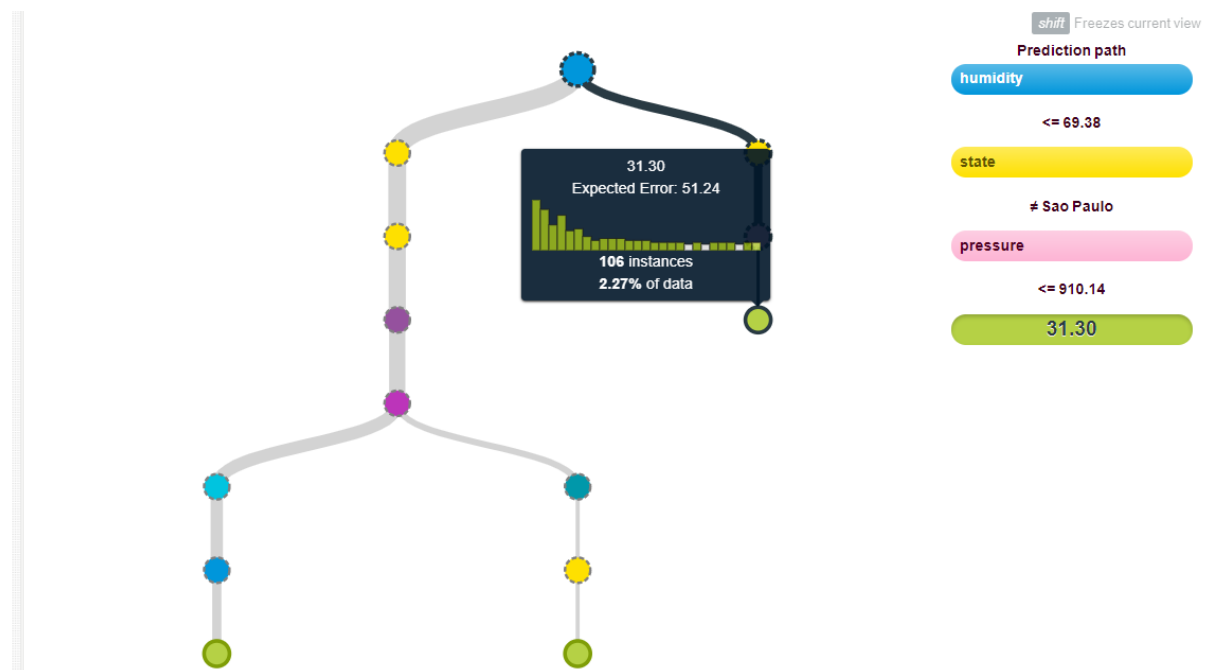 shift Freezes current view
Prediction path
humidity
<= 69.38
state
≠ Sao Paulo
pressure
<= 910.14
31.30
31.30
Expected Error: 51.24
106 instances
2.27% of data